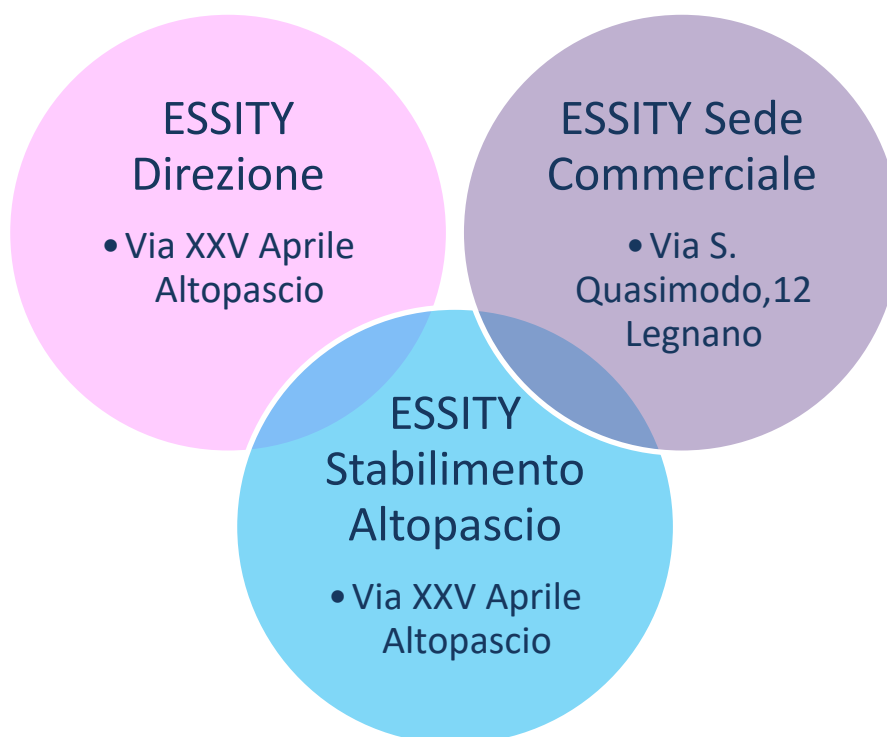 ESSITY
Direzione
• Via XXV Aprile
Altopascio
ESSITY Sede
Commerciale
• Via S.
Quasimodo,12
Legnano
ESSITY
Stabilimento
Altopascio
• Via XXV Aprile
Altopascio